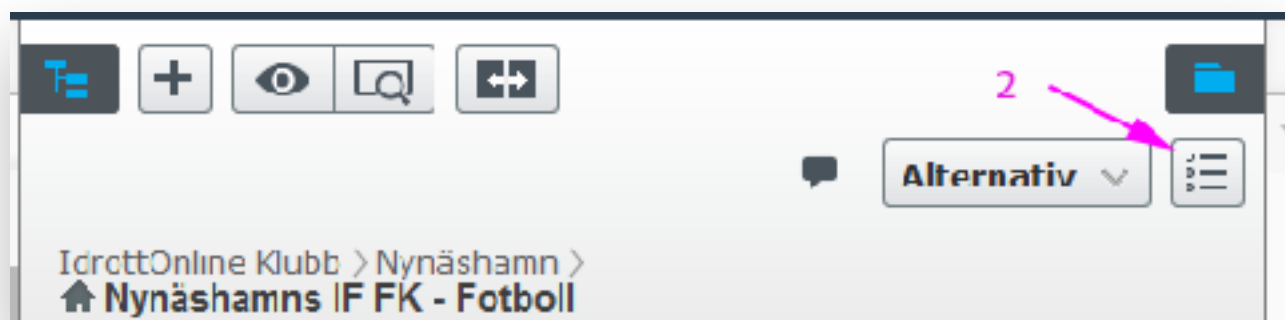 2
Alternativ
IdrottOnline Klubb > Nynäshamn >
Nynäshamns IF FK - Fotboll